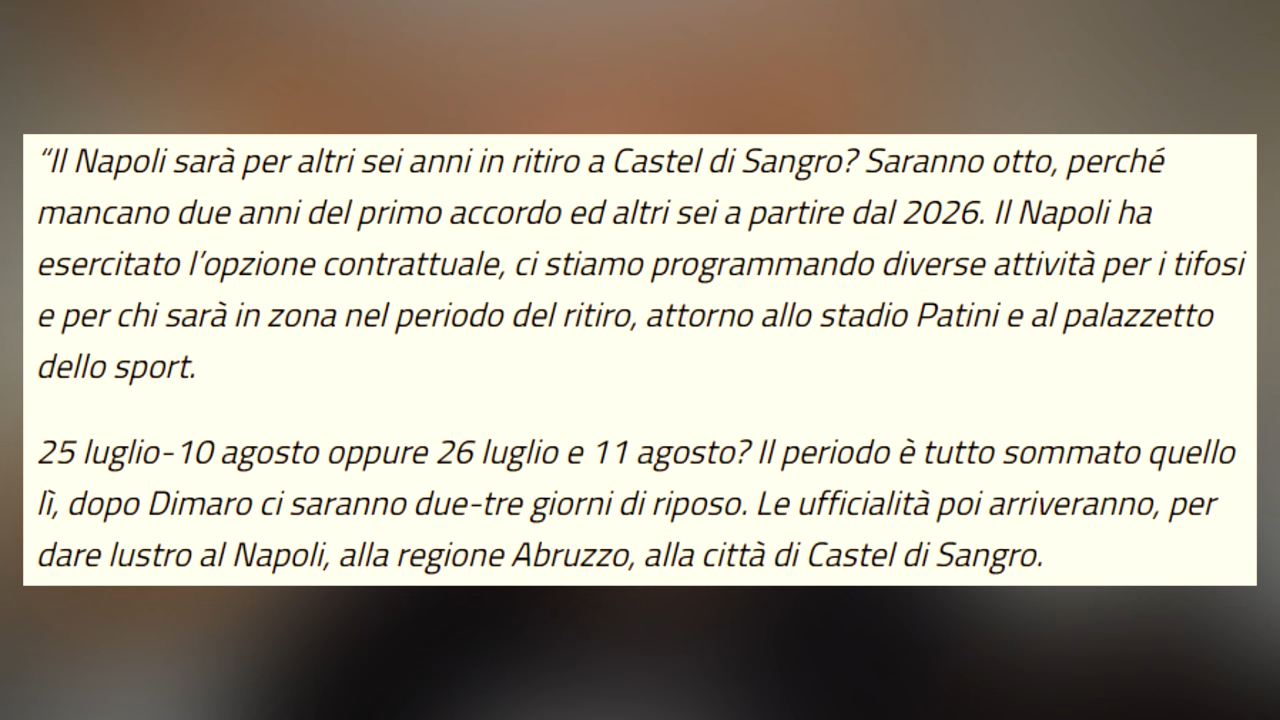 “Il Napoli sarà per altri sei anni in ritiro a Castel di Sangro? Saranno otto, perché
mancano due anni del primo accordo ed altri sei a partire dal 2026. Il Napoli ha
esercitato l’opzione contrattuale, ci stiamo programmando diverse attività per i tifosi
e per chi sarà in zona nel periodo del ritiro, attorno allo stadio Patini e al palazzetto
dello sport.
25 luglio-10 agosto oppure 26 luglio e 11 agosto? Il periodo è tutto sommato quello
lì, dopo Dimaro ci saranno due-tre giorni di riposo. Le ufficialità poi arriveranno, per
dare lustro al Napoli, alla regione Abruzzo, alla città di Castel di Sangro.